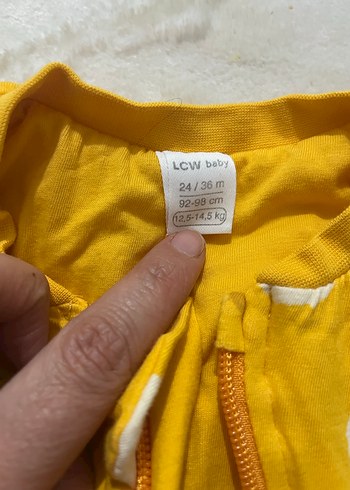 LCW baby
24 / 36 m
92-98 cm
12,5-14,5 kg